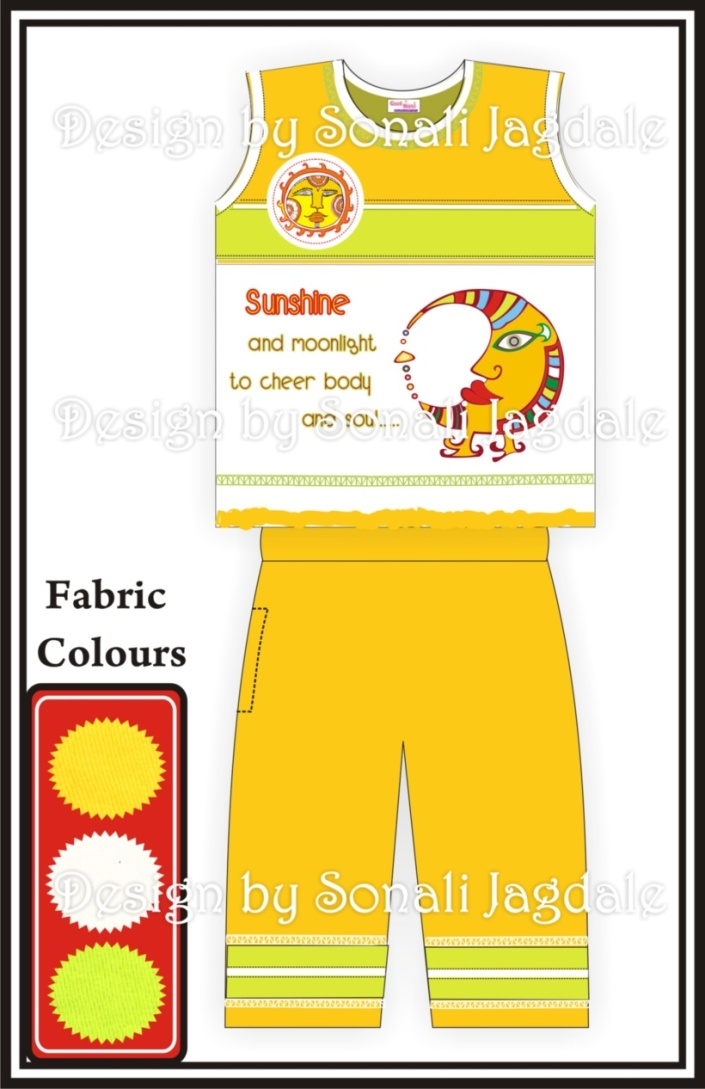 Design by Sonali Jagdale
Sunshine
and moonlight
to cheer body
and soul.....
Design by Sonali Jagdale
Fabric
Colours
Design by Sonali Jagdale